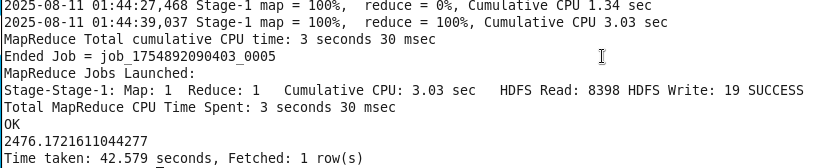 2025-08-11 01:44:27,468 Stage-1 map = 100%,  reduce = 0%, Cumulative CPU 1.34 sec
2025-08-11 01:44:39,037 Stage-1 map = 100%,  reduce = 100%, Cumulative CPU 3.03 sec
MapReduce Total cumulative CPU time: 3 seconds 30 msec
Ended Job = job_1754892090403_0005
MapReduce Jobs Launched:
Stage-Stage-1: Map: 1  Reduce: 1   Cumulative CPU: 3.03 sec   HDFS Read: 8398 HDFS Write: 19 SUCCESS
Total MapReduce CPU Time Spent: 3 seconds 30 msec
OK
2476.1721611044277
Time taken: 42.579 seconds, Fetched: 1 row(s)